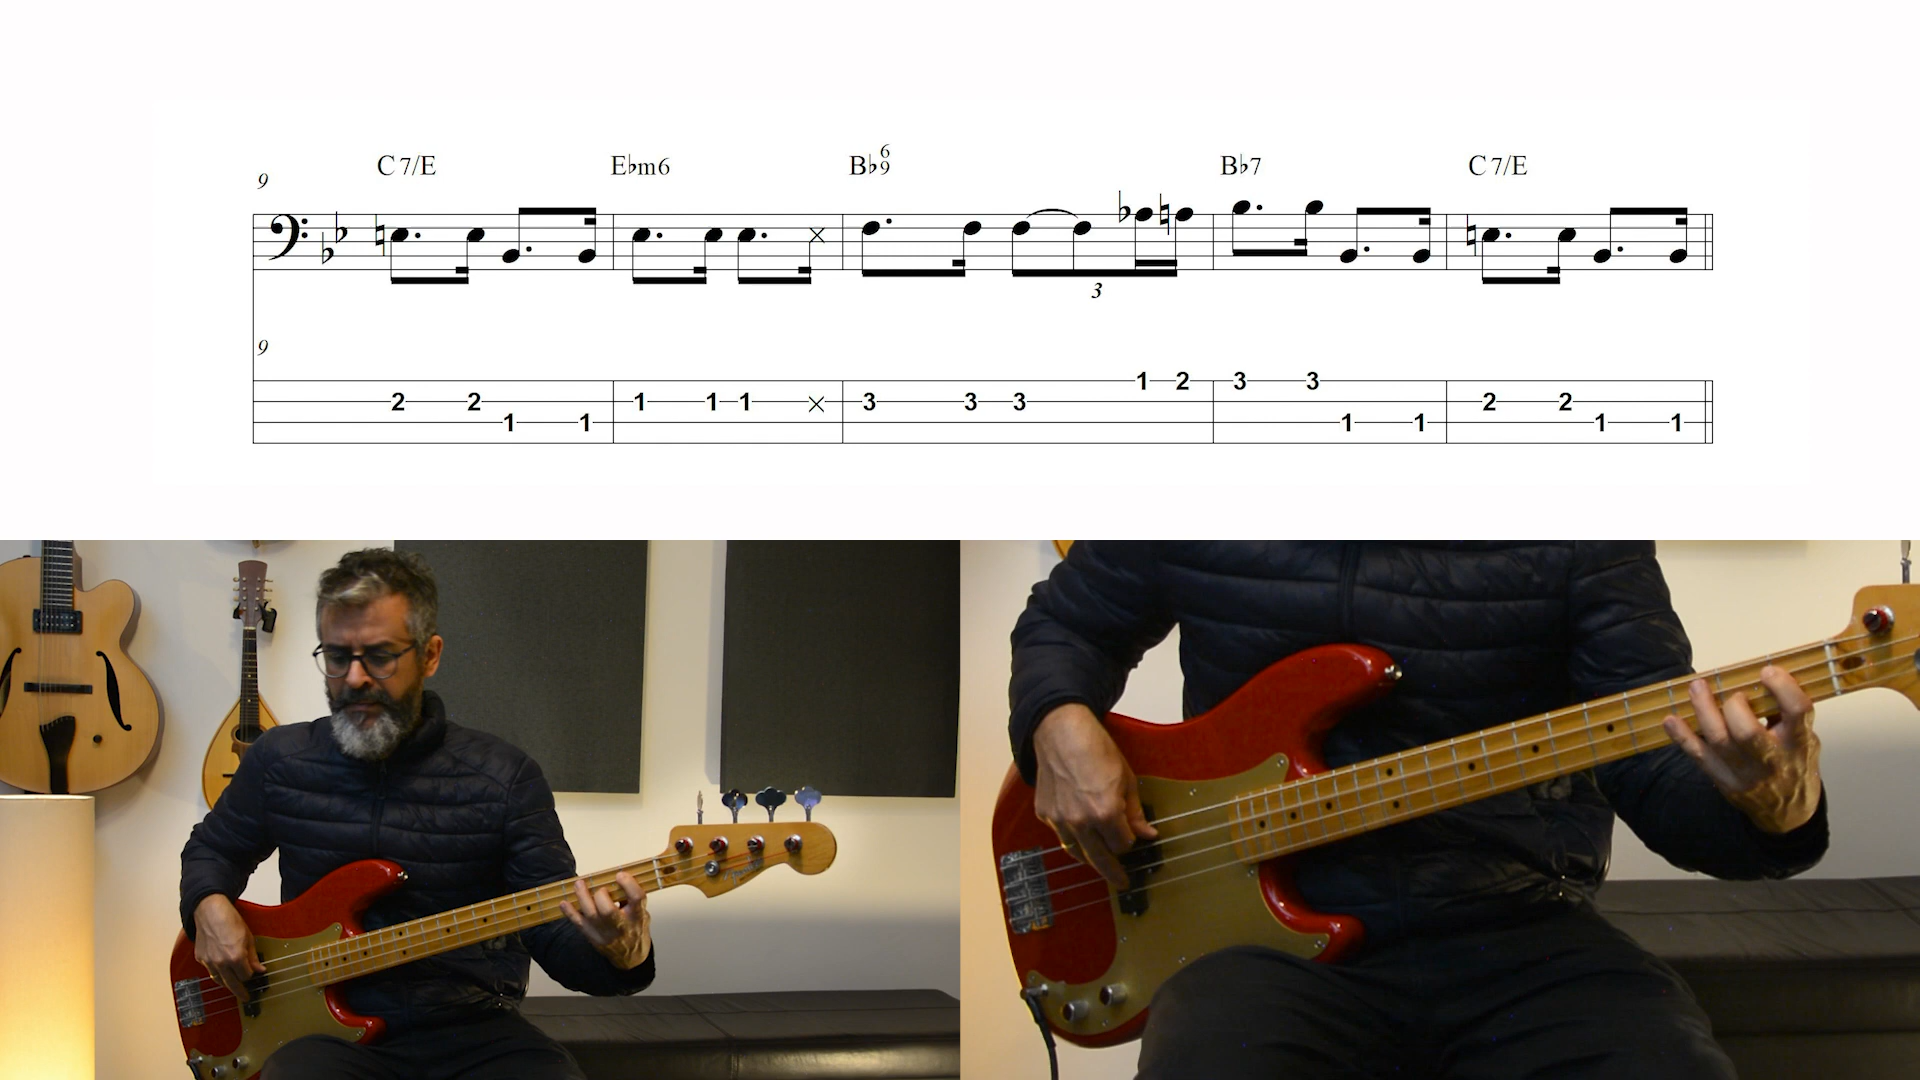 C 7/E E♭m6 B♭6/9 B♭7 C 7/E
9
3
9
1 2 3 3
2 2 1 1 1 3 3 3 2 2
1 1 1 1 1 1